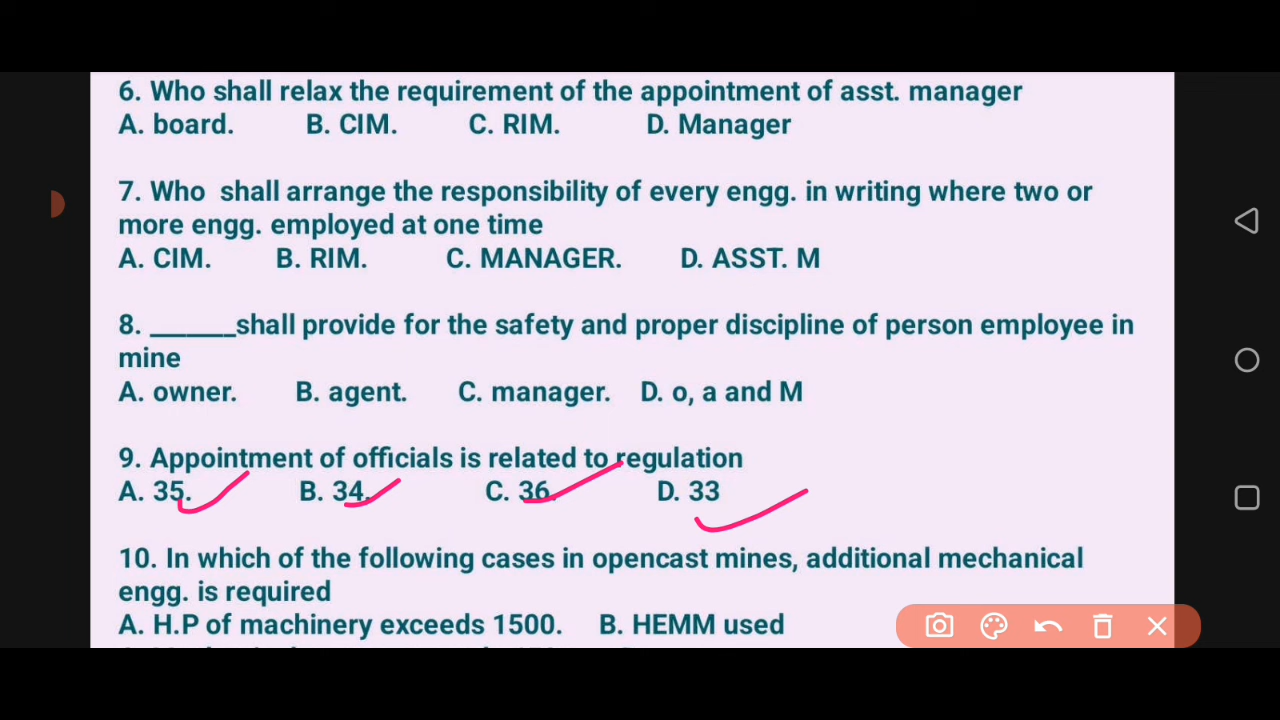 6. Who shall relax the requirement of the appointment of asst. manager
A. board. B. CIM. C. RIM. D. Manager
7. Who shall arrange the responsibility of every engg. in writing where two or
more engg. employed at one time
A. CIM. B. RIM. C. MANAGER. D. ASST. M
8. _______shall provide for the safety and proper discipline of person employee in
mine
A. owner. B. agent. C. manager. D. o, a and M
9. Appointment of officials is related to regulation
A. 35. B. 34. C. 36. D. 33
10. In which of the following cases in opencast mines, additional mechanical
engg. is required
A. H.P of machinery exceeds 1500. B. HEMM used